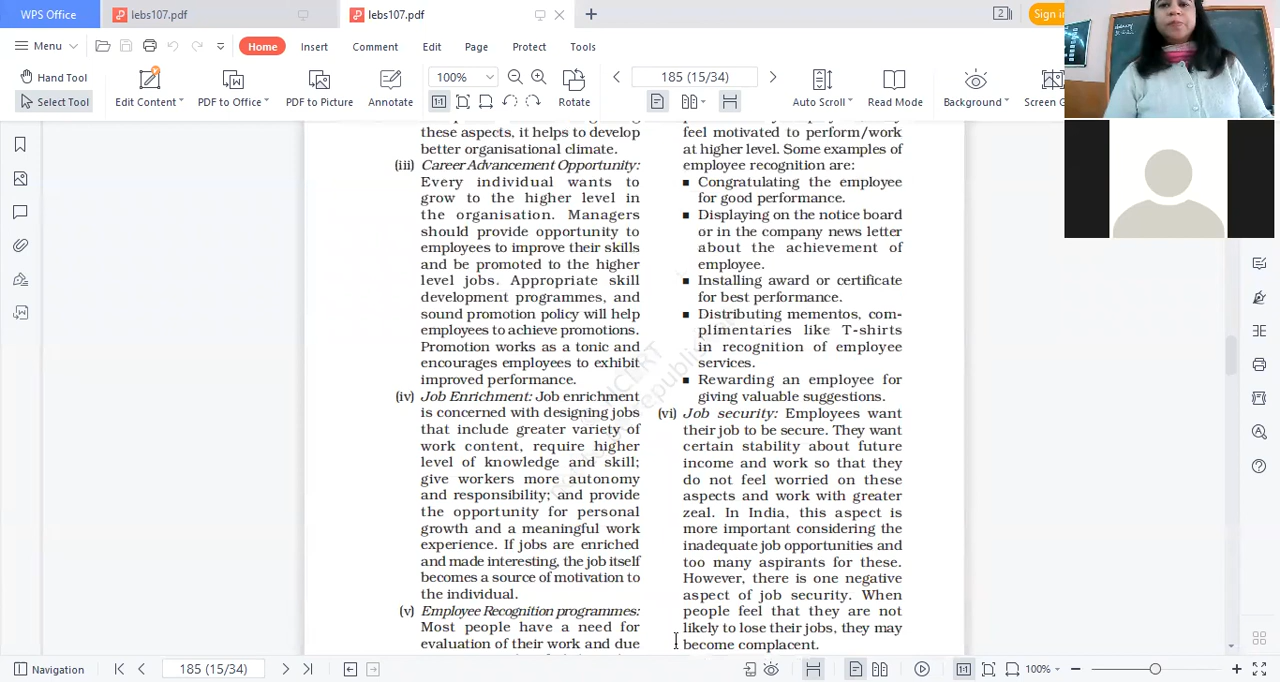 WPS Office
lebs107.pdf
lebs107.pdf
2
Sign in
Menu
Home
Insert
Comment
Edit
Page
Protect
Tools
Hand Tool
Select Tool
Edit Content
PDF to Office
PDF to Picture
Annotate
100%
Rotate
185 (15/34)
Auto Scroll
Read Mode
Background
Screen G
these aspects, it helps to develop
better organisational climate.
(iii) Career Advancement Opportunity:
Every individual wants to
grow to the higher level in
the organisation. Managers
should provide opportunity to
employees to improve their skills
and be promoted to the higher
level jobs. Appropriate skill
development programmes, and
sound promotion policy will help
employees to achieve promotions.
Promotion works as a tonic and
encourages employees to exhibit
improved performance.
(iv) Job Enrichment: Job enrichment
is concerned with designing jobs
that include greater variety of
work content, require higher
level of knowledge and skill;
give workers more autonomy
and responsibility; and provide
the opportunity for personal
growth and a meaningful work
experience. If jobs are enriched
and made interesting, the job itself
becomes a source of motivation to
the individual.
(v) Employee Recognition programmes:
Most people have a need for
evaluation of their work and due
feel motivated to perform/work
at higher level. Some examples of
employee recognition are:
■ Congratulating the employee
for good performance.
■ Displaying on the notice board
or in the company news letter
about the achievement of
employee.
■ Installing award or certificate
for best performance.
■ Distributing mementos, com-
plimentaries like T-shirts
in recognition of employee
services.
■ Rewarding an employee for
giving valuable suggestions.
(vi) Job security: Employees want
their job to be secure. They want
certain stability about future
income and work so that they
do not feel worried on these
aspects and work with greater
zeal. In India, this aspect is
more important considering the
inadequate job opportunities and
too many aspirants for these.
However, there is one negative
aspect of job security. When
people feel that they are not
likely to lose their jobs, they may
become complacent.
Navigation
185 (15/34)
100%